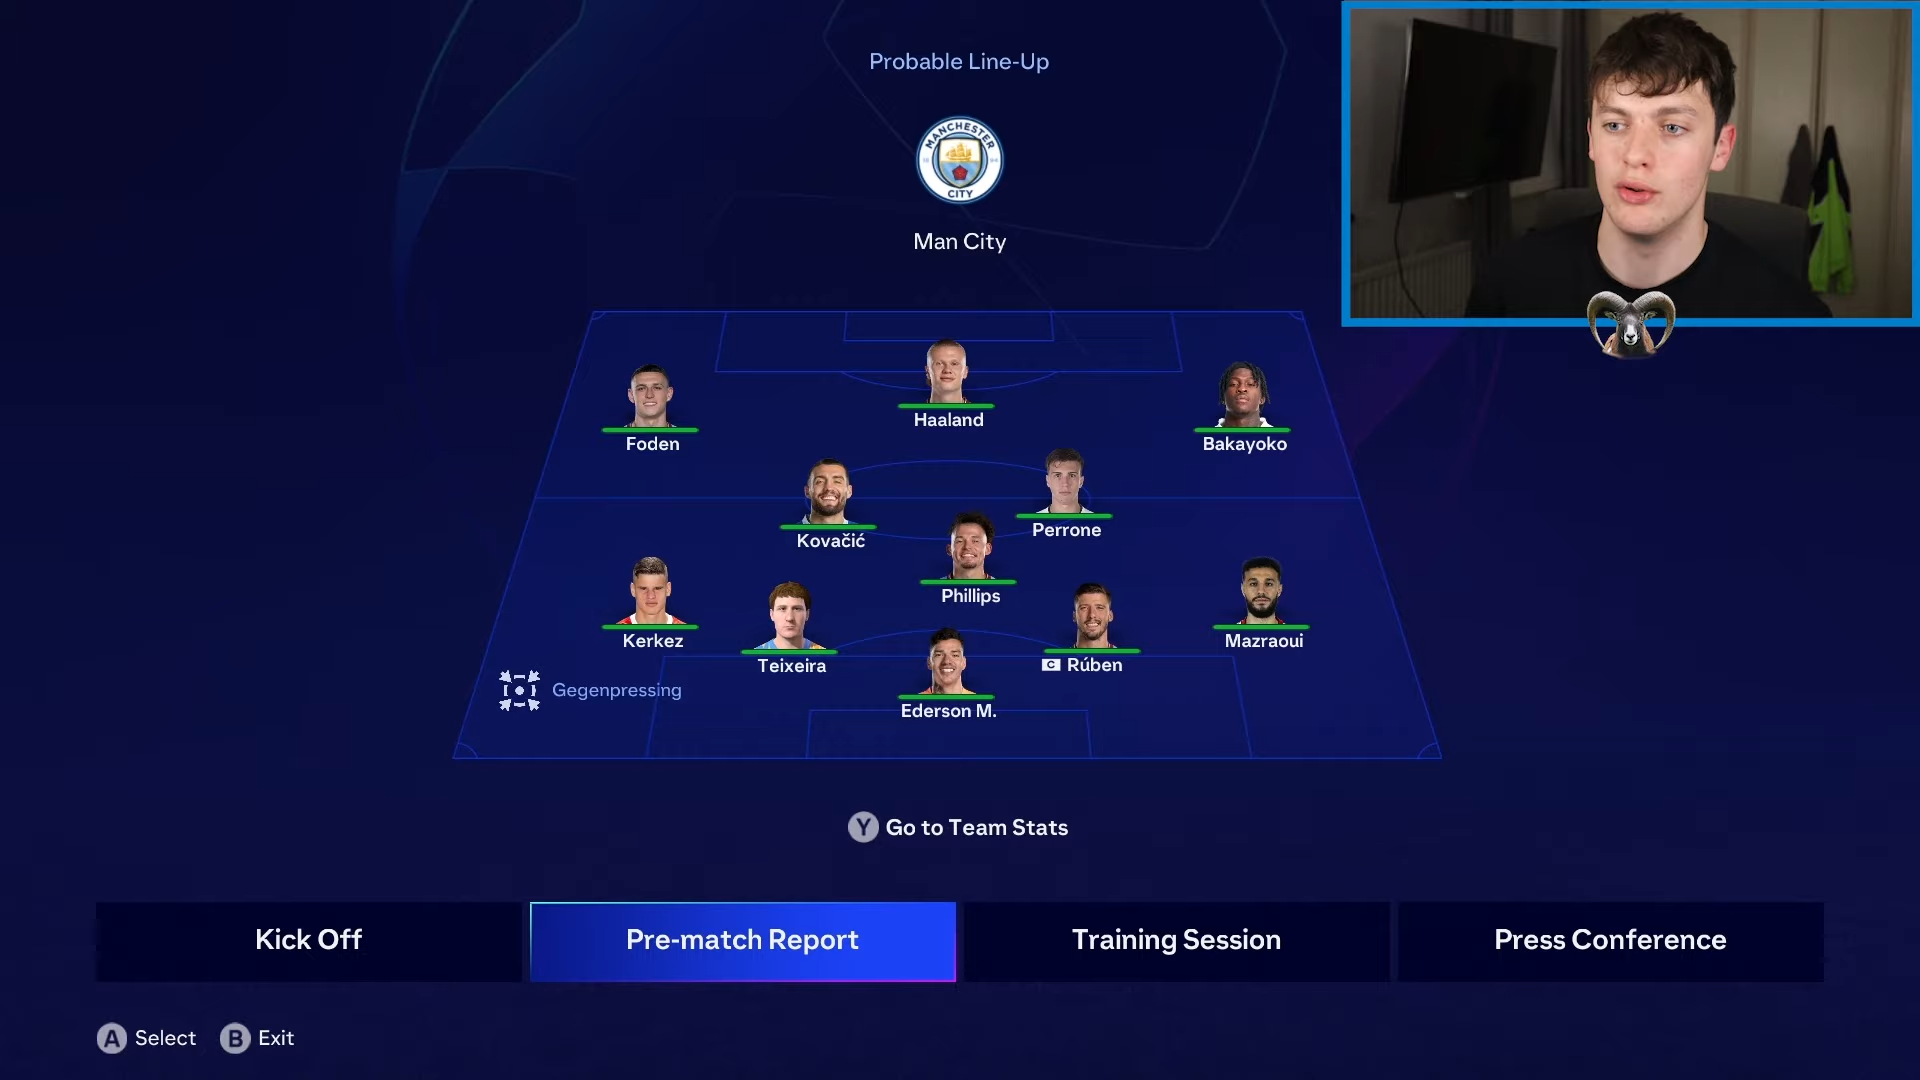 Probable Line-Up
MANCHESTER
CITY
Man City
Foden
Haaland
Bakayoko
Kovačić
Perrone
Phillips
Kerkez
Teixeira
C Rúben
Mazraoui
Gegenpressing
Ederson M.
Y Go to Team Stats
Kick Off
Pre-match Report
Training Session
Press Conference
A Select B Exit